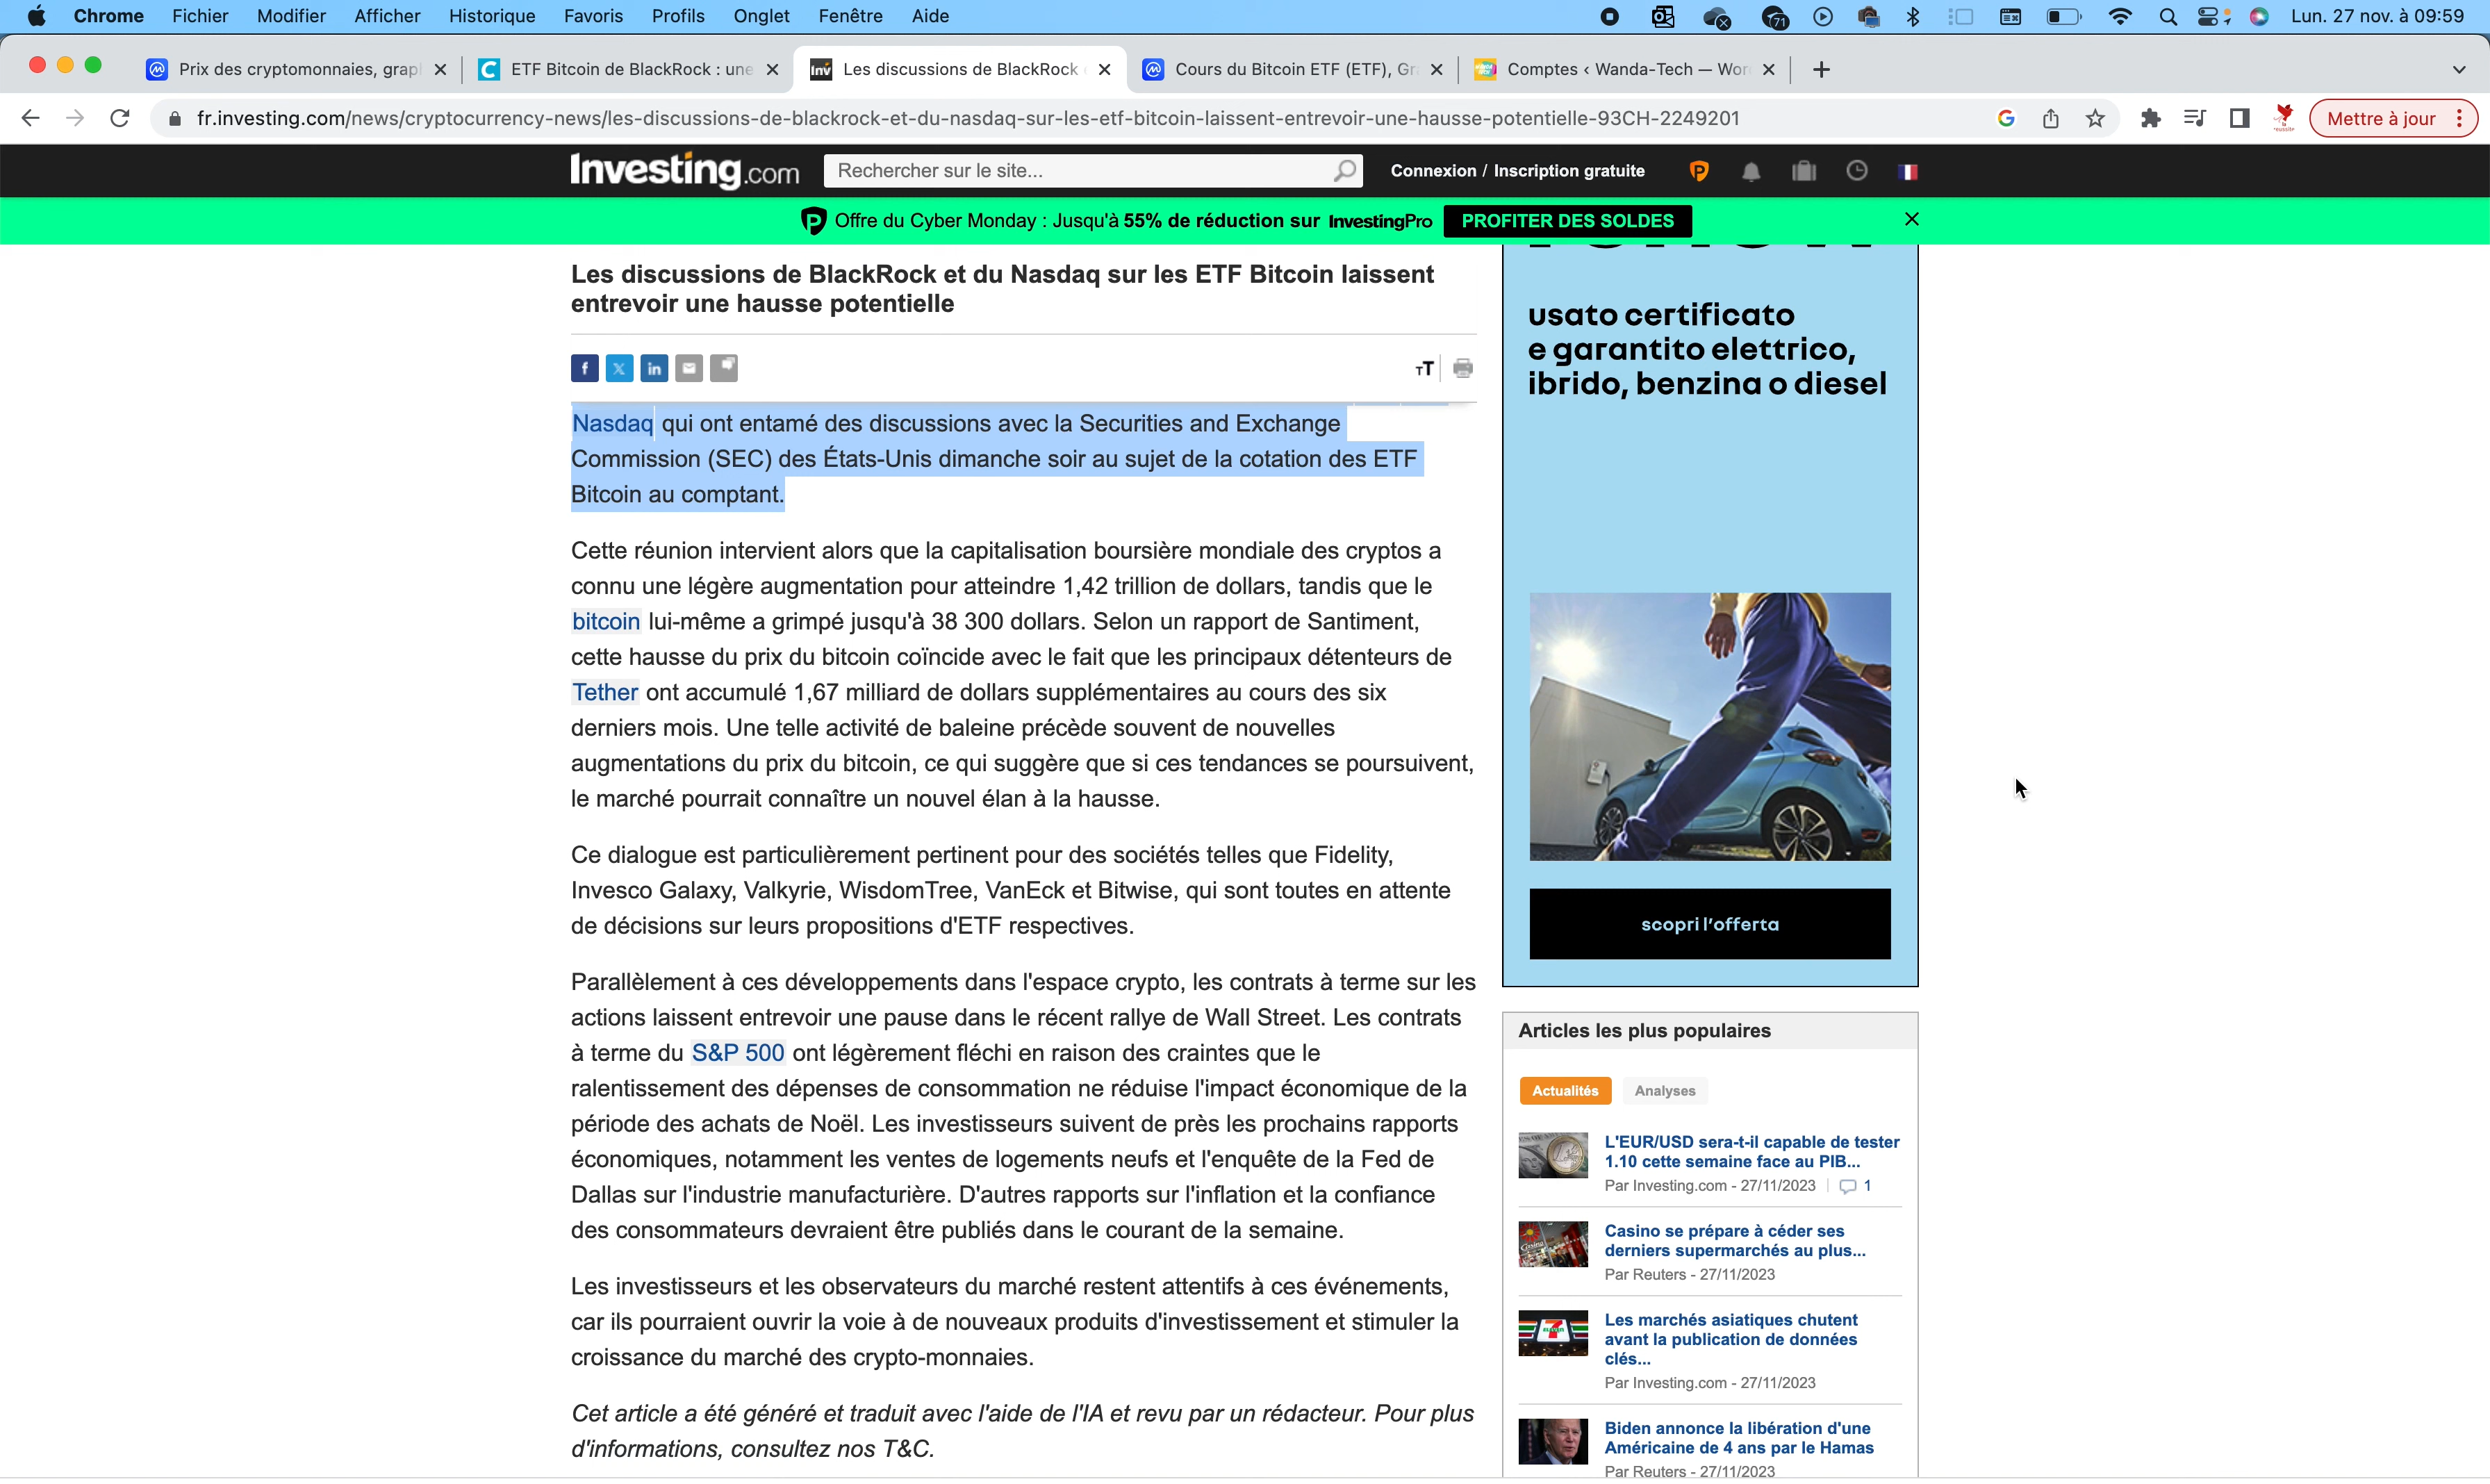 Chrome Fichier Modifier Afficher Historique Favoris Profils Onglet Fenêtre Aide 71 Lun. 27 nov. à 09:59
Prix des cryptomonnaies, grap ETF Bitcoin de BlackRock : une Inv Les discussions de BlackRock Cours du Bitcoin ETF (ETF), Gr Comptes ‹ Wanda-Tech — Wor
fr.investing.com/news/cryptocurrency-news/les-discussions-de-blackrock-et-du-nasdaq-sur-les-etf-bitcoin-laissent-entrevoir-une-hausse-potentielle-93CH-2249201 Mettre à jour
Investing.com Rechercher sur le site... Connexion / Inscription gratuite
Offre du Cyber Monday : Jusqu'à 55% de réduction sur InvestingPro PROFITER DES SOLDES
Les discussions de BlackRock et du Nasdaq sur les ETF Bitcoin laissent
entrevoir une hausse potentielle
Nasdaq qui ont entamé des discussions avec la Securities and Exchange
Commission (SEC) des États-Unis dimanche soir au sujet de la cotation des ETF
Bitcoin au comptant.
Cette réunion intervient alors que la capitalisation boursière mondiale des cryptos a
connu une légère augmentation pour atteindre 1,42 trillion de dollars, tandis que le
bitcoin lui-même a grimpé jusqu'à 38 300 dollars. Selon un rapport de Santiment,
cette hausse du prix du bitcoin coïncide avec le fait que les principaux détenteurs de
Tether ont accumulé 1,67 milliard de dollars supplémentaires au cours des six
derniers mois. Une telle activité de baleine précède souvent de nouvelles
augmentations du prix du bitcoin, ce qui suggère que si ces tendances se poursuivent,
le marché pourrait connaître un nouvel élan à la hausse.
Ce dialogue est particulièrement pertinent pour des sociétés telles que Fidelity,
Invesco Galaxy, Valkyrie, WisdomTree, VanEck et Bitwise, qui sont toutes en attente
de décisions sur leurs propositions d'ETF respectives.
Parallèlement à ces développements dans l'espace crypto, les contrats à terme sur les
actions laissent entrevoir une pause dans le récent rallye de Wall Street. Les contrats
à terme du S&P 500 ont légèrement fléchi en raison des craintes que le
ralentissement des dépenses de consommation ne réduise l'impact économique de la
période des achats de Noël. Les investisseurs suivent de près les prochains rapports
économiques, notamment les ventes de logements neufs et l'enquête de la Fed de
Dallas sur l'industrie manufacturière. D'autres rapports sur l'inflation et la confiance
des consommateurs devraient être publiés dans le courant de la semaine.
Les investisseurs et les observateurs du marché restent attentifs à ces événements,
car ils pourraient ouvrir la voie à de nouveaux produits d'investissement et stimuler la
croissance du marché des crypto-monnaies.
Cet article a été généré et traduit avec l'aide de l'IA et revu par un rédacteur. Pour plus
d'informations, consultez nos T&C.
usato certificato
e garantito elettrico,
ibrido, benzina o diesel
scopri l'offerta
Articles les plus populaires
Actualités Analyses
L'EUR/USD sera-t-il capable de tester
1.10 cette semaine face au PIB...
Par Investing.com - 27/11/2023 1
Casino se prépare à céder ses
derniers supermarchés au plus...
Par Reuters - 27/11/2023
Les marchés asiatiques chutent
avant la publication de données
clés...
Par Investing.com - 27/11/2023
Biden annonce la libération d'une
Américaine de 4 ans par le Hamas
Par Reuters - 27/11/2023